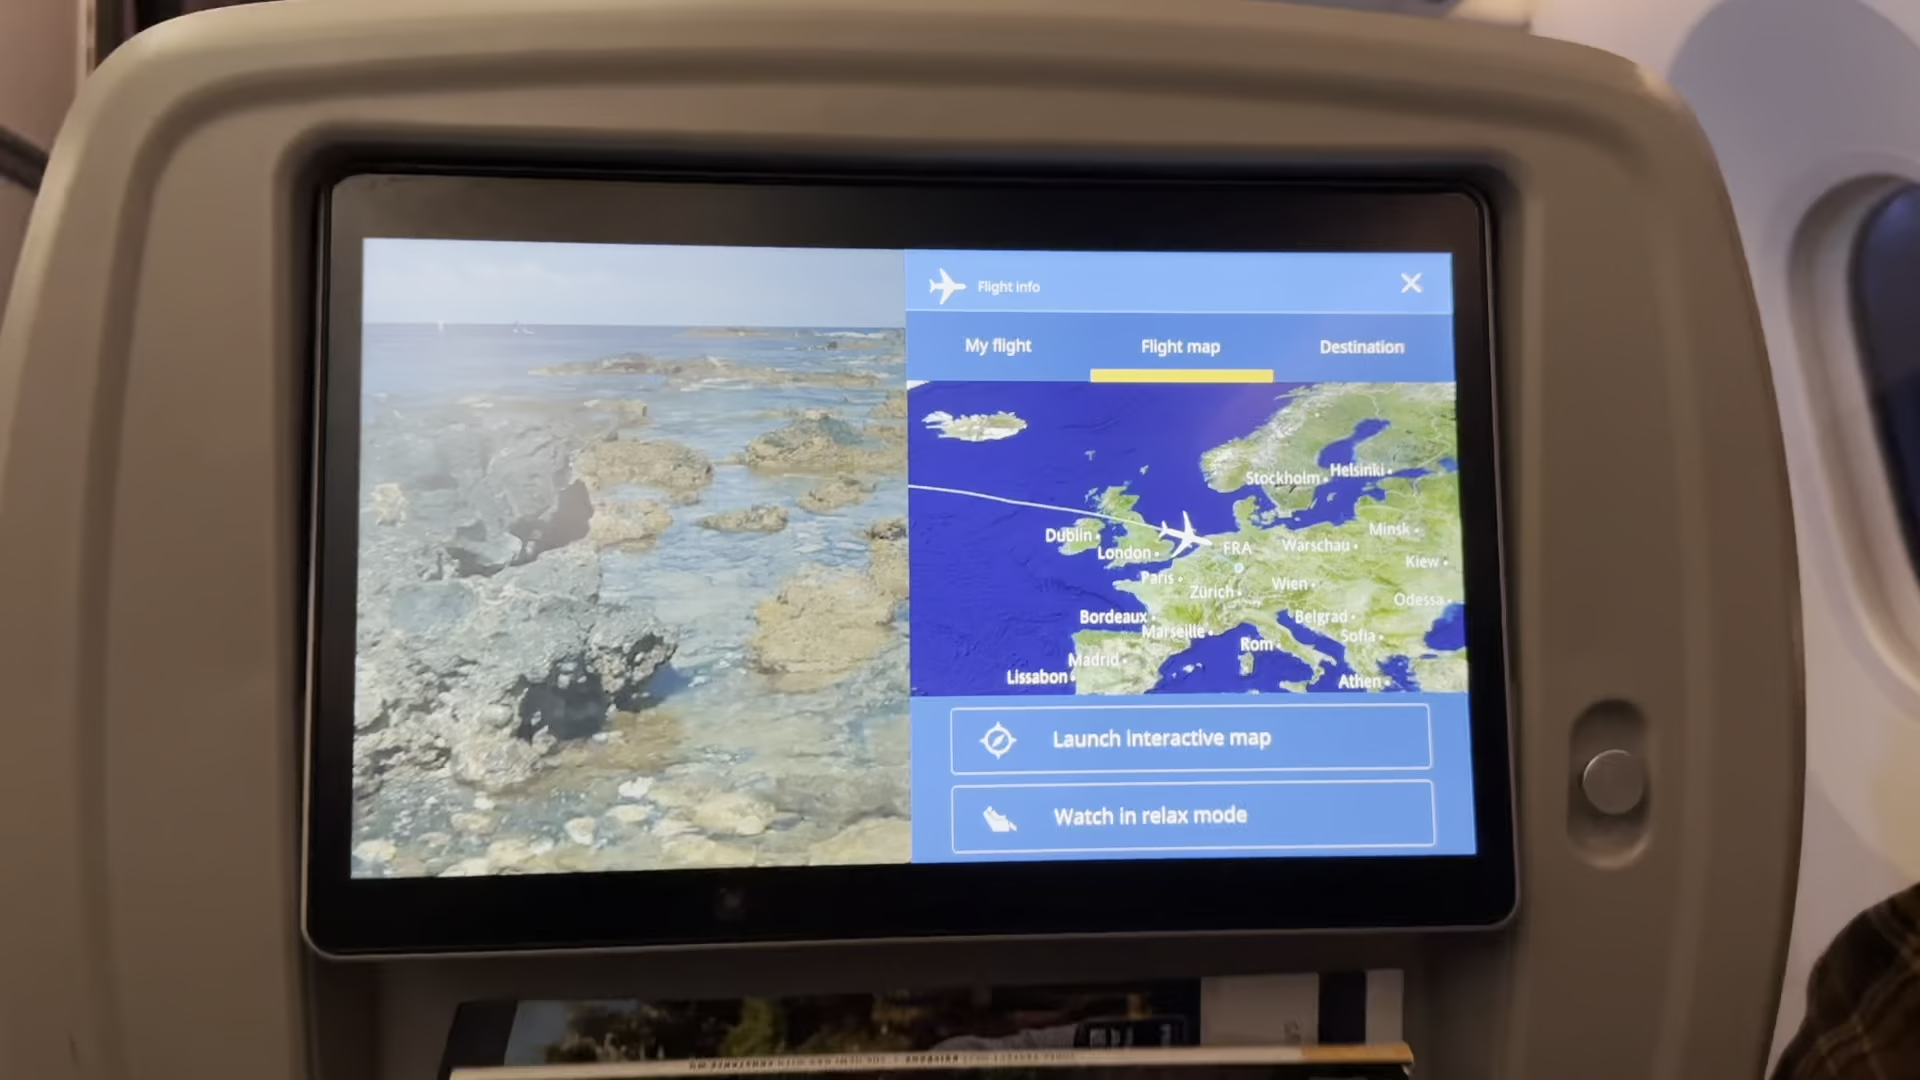 Flight info
My flight
Flight map
Destination
Helsinki
Stockholm
Minsk
Dublin
London
FRA
Warschau
Kiew
Paris
Zürich
Wien
Odessa
Bordeaux
Marseille
Belgrad
Sofia
Rom
Madrid
Lissabon
Athen
Launch interactive map
Watch in relax mode